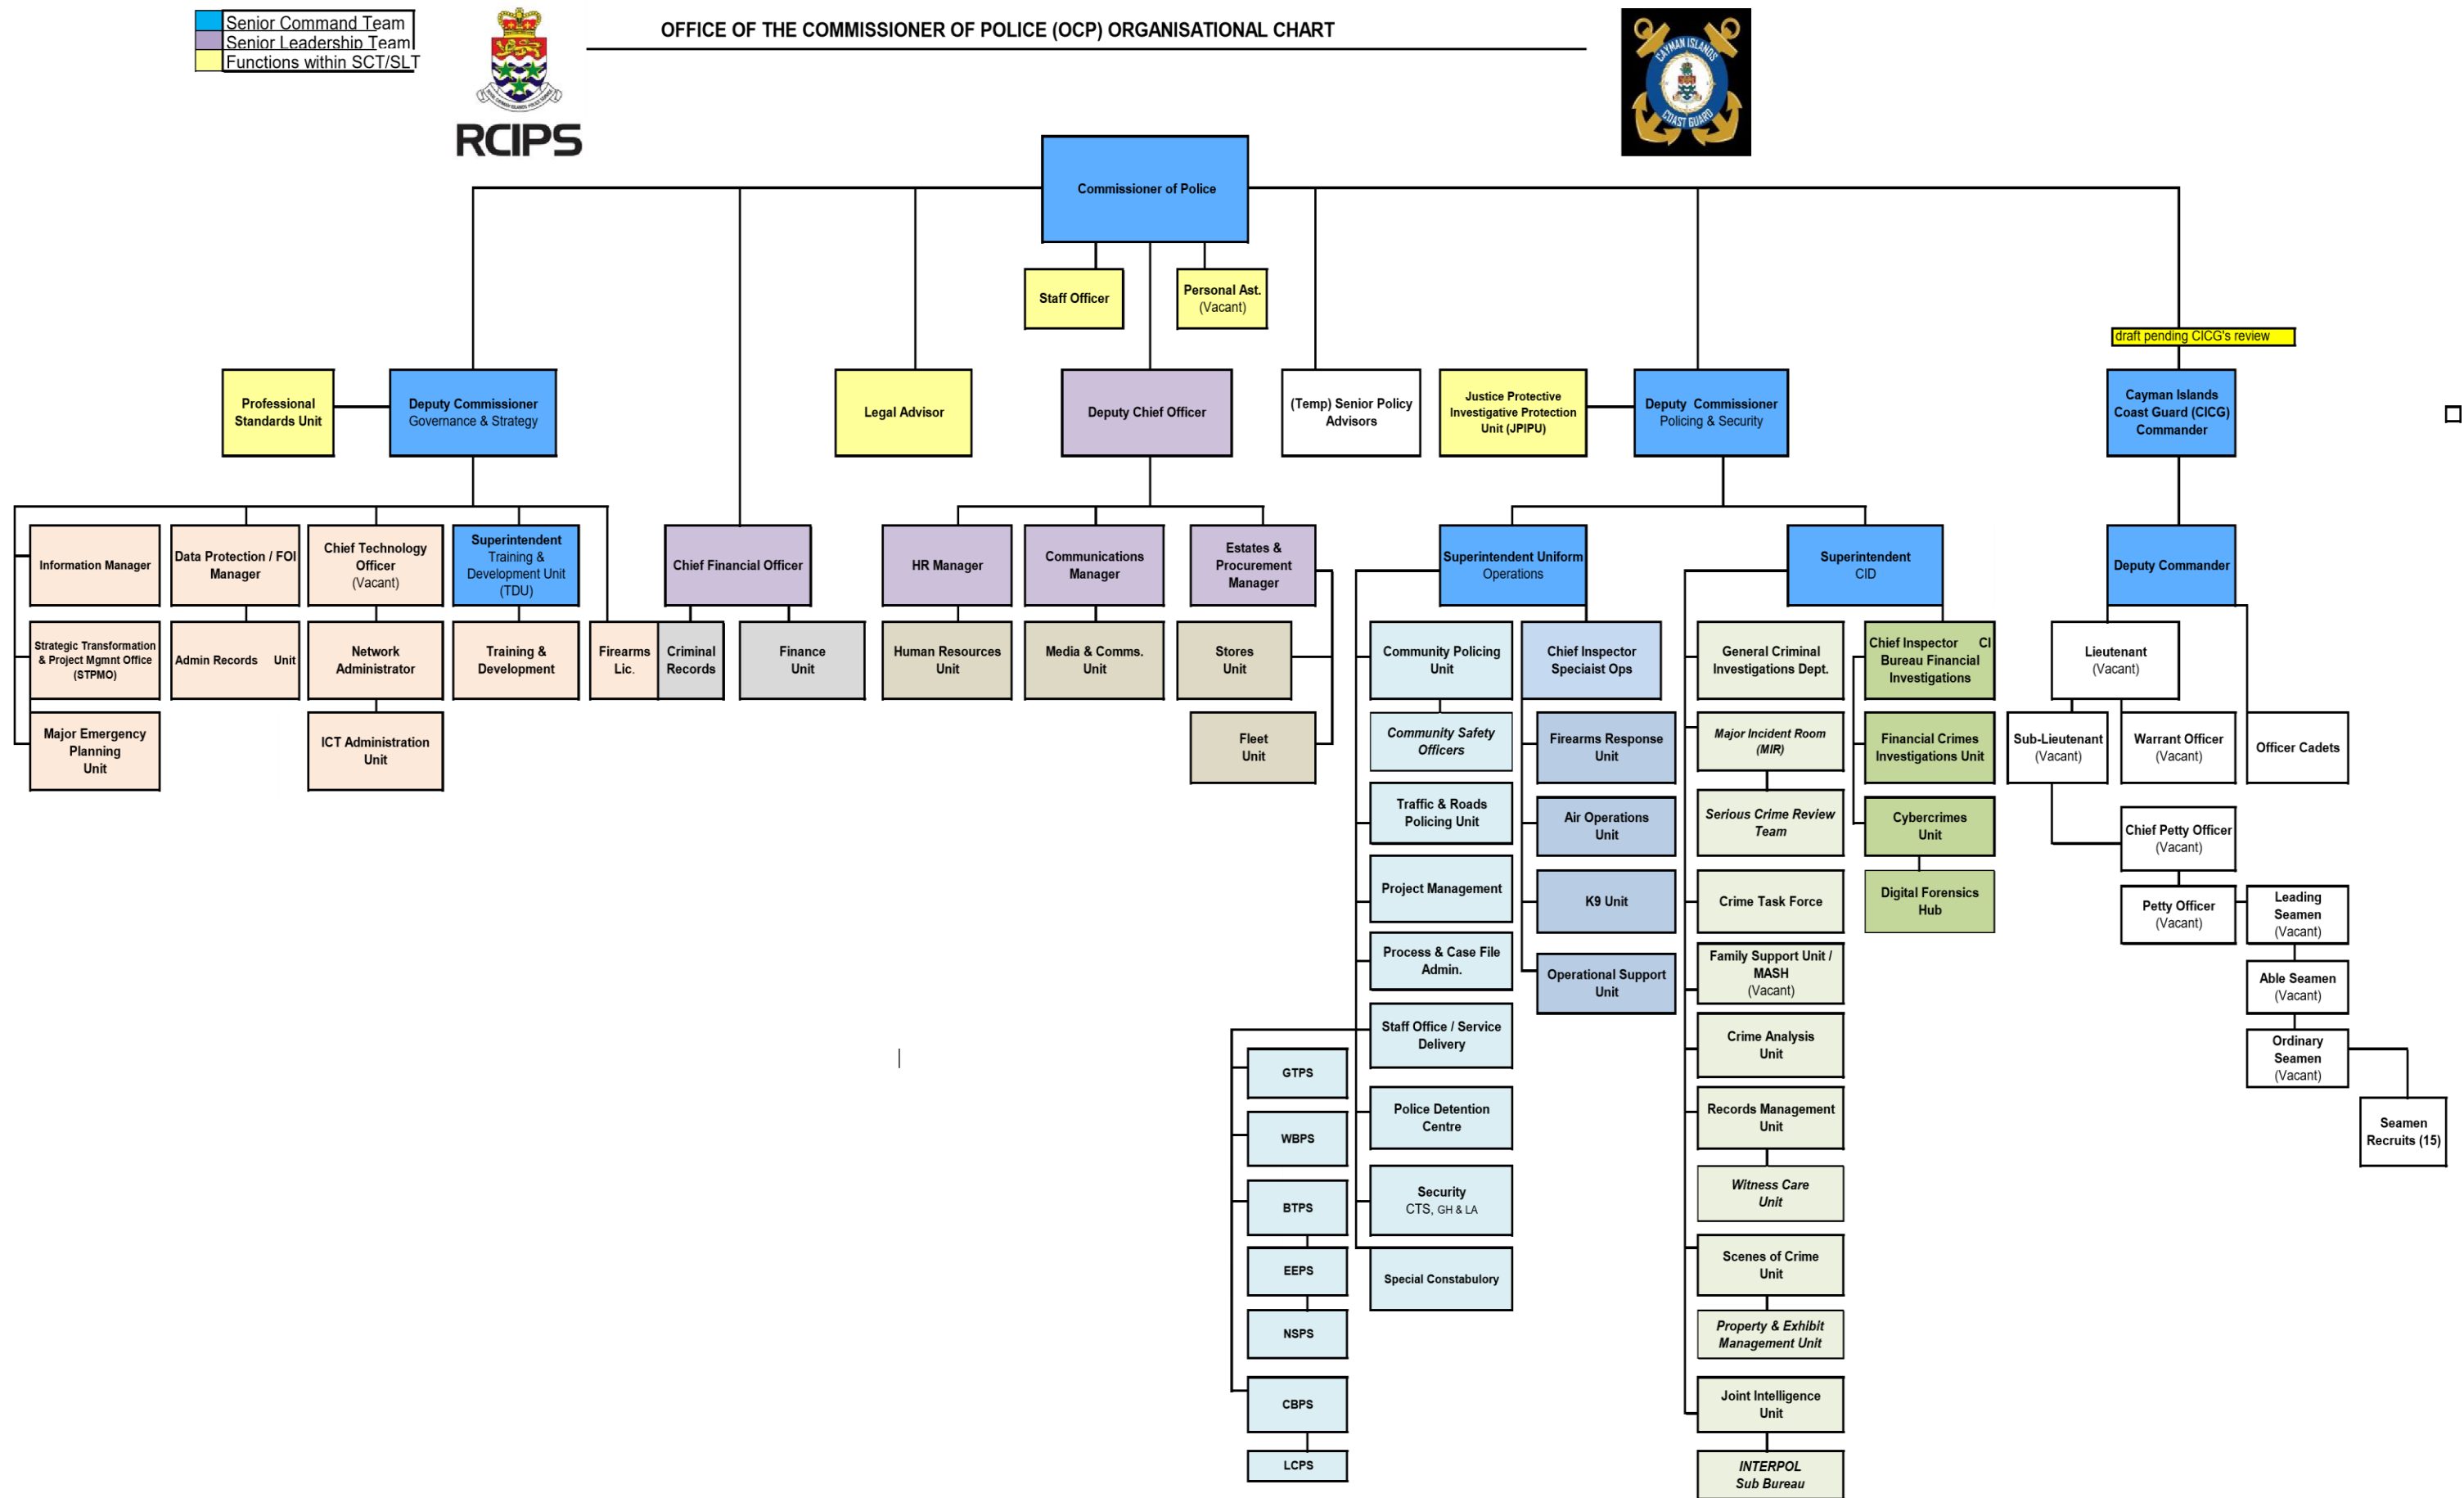 Senior Command Team
Senior Leadership Team
Functions within SCT/SLT
RCIPS
OFFICE OF THE COMMISSIONER OF POLICE (OCP) ORGANISATIONAL CHART
CAYMAN ISLANDS
COAST GUARD
Commissioner of Police
Staff Officer
Personal Ast.
(Vacant)
draft pending CICG's review
Professional
Standards Unit
Deputy Commissioner
Governance & Strategy
Legal Advisor
Deputy Chief Officer
(Temp) Senior Policy
Advisors
Justice Protective
Investigative Protection
Unit (JPIPU)
Deputy Commissioner
Policing & Security
Cayman Islands
Coast Guard (CICG)
Commander
Information Manager
Data Protection / FOI
Manager
Chief Technology
Officer
(Vacant)
Superintendent
Training &
Development Unit
(TDU)
Chief Financial Officer
HR Manager
Communications
Manager
Estates &
Procurement
Manager
Superintendent Uniform
Operations
Superintendent
CID
Deputy Commander
Strategic Transformation
& Project Mgmnt Office
(STPMO)
Admin Records Unit
Network
Administrator
Training &
Development
Firearms
Lic.
Criminal
Records
Finance
Unit
Human Resources
Unit
Media & Comms.
Unit
Stores
Unit
Community Policing
Unit
Chief Inspector
Speciaist Ops
General Criminal
Investigations Dept.
Chief Inspector CI
Bureau Financial
Investigations
Lieutenant
(Vacant)
Major Emergency
Planning
Unit
ICT Administration
Unit
Fleet
Unit
Community Safety
Officers
Firearms Response
Unit
Major Incident Room
(MIR)
Financial Crimes
Investigations Unit
Sub-Lieutenant
(Vacant)
Warrant Officer
(Vacant)
Officer Cadets
Traffic & Roads
Policing Unit
Air Operations
Unit
Serious Crime Review
Team
Cybercrimes
Unit
Chief Petty Officer
(Vacant)
Project Management
K9 Unit
Crime Task Force
Digital Forensics
Hub
Petty Officer
(Vacant)
Leading
Seamen
(Vacant)
Process & Case File
Admin.
Operational Support
Unit
Family Support Unit /
MASH
(Vacant)
Able Seamen
(Vacant)
Staff Office / Service
Delivery
Crime Analysis
Unit
Ordinary
Seamen
(Vacant)
GTPS
WBPS
Police Detention
Centre
Records Management
Unit
Seamen
Recruits (15)
BTPS
Security
CTS, GH & LA
Witness Care
Unit
EEPS
Special Constabulory
Scenes of Crime
Unit
NSPS
Property & Exhibit
Management Unit
CBPS
Joint Intelligence
Unit
LCPS
INTERPOL
Sub Bureau